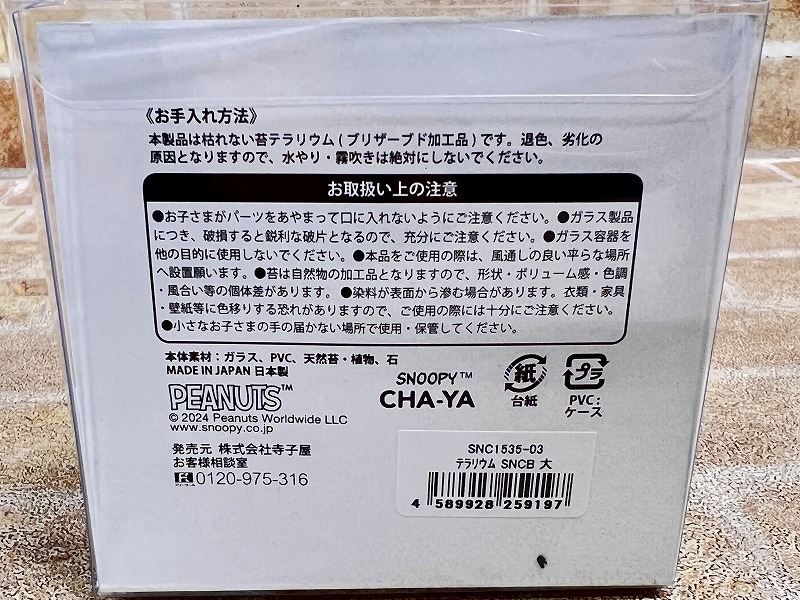 《お手入れ方法》
本製品は枯れない苔テラリウム(プリザーブド加工品)です。退色、劣化の
原因となりますので、水やり・霧吹きは絶対にしないでください。
お取扱い上の注意
●お子さまがパーツをあやまって口に入れないようにご注意ください。●ガラス製品
につき、破損すると鋭利な破片となるので、充分にご注意ください。●ガラス容器を
他の目的に使用しないでください。●本品をご使用の際は、風通しの良い平らな場所
へ設置願います。●苔は自然物の加工品となりますので、形状・ボリューム感・色調
・風合い等の個体差があります。●染料が表面から滲む場合があります。衣類・家具
・壁紙等に色移りする恐れがありますので、ご使用の際には十分にご注意ください。
●小さなお子さまの手の届かない場所で使用・保管してください。
本体素材:ガラス、PVC、天然苔・植物、石
MADE IN JAPAN 日本製
PEANUTS™
© 2024 Peanuts Worldwide LLC
www.snoopy.co.jp
SNOOPY™
CHA-YA
紙
台紙
プラ
PVC:
ケース
発売元 株式会社寺子屋
お客様相談室
0120-975-316
SNC1535-03
テラリウム SNCB 大
4 589928 259197